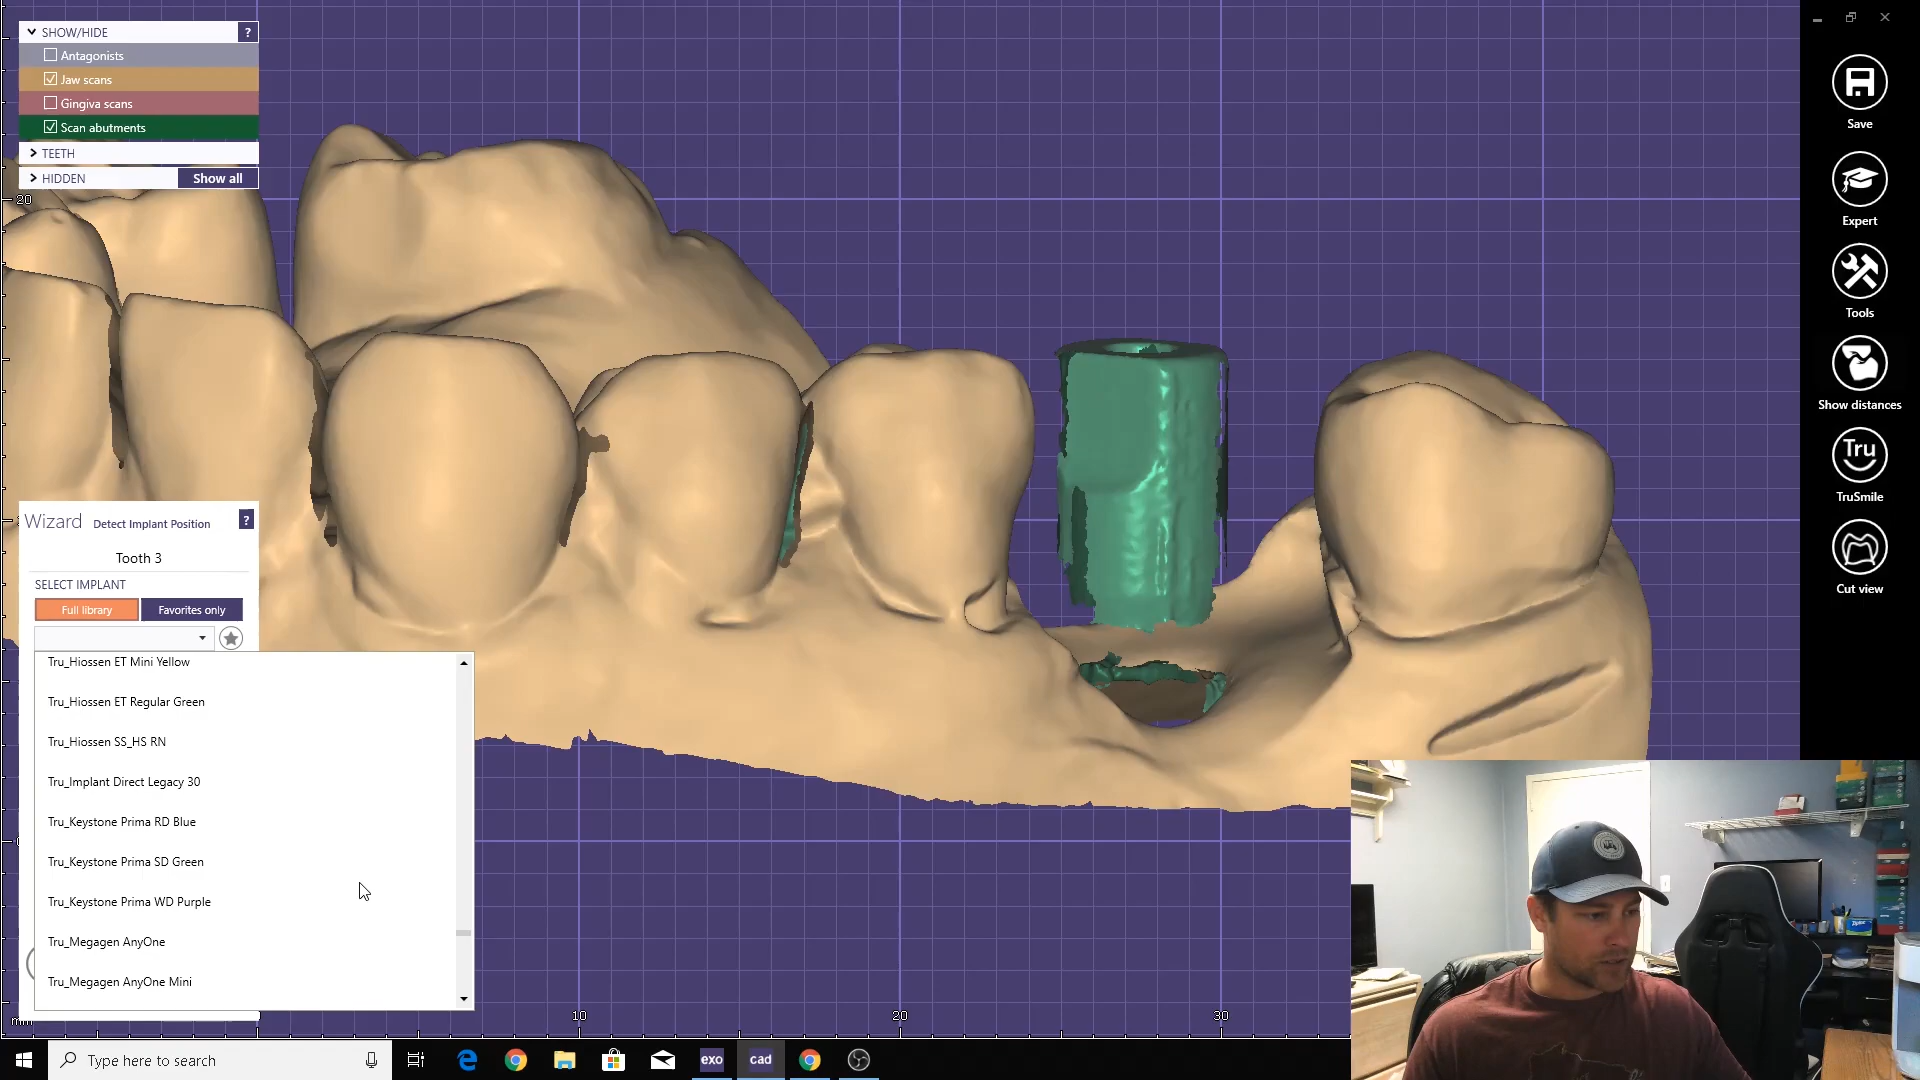 SHOW/HIDE
?
Antagonists
Jaw scans
Gingiva scans
Scan abutments
TEETH
HIDDEN
Show all
20
Save
Expert
Tools
Show distances
Tru
TruSmile
Cut view
Wizard Detect Implant Position
?
Tooth 3
SELECT IMPLANT
Full library
Favorites only
Tru_Hiossen ET Mini Yellow
Tru_Hiossen ET Regular Green
Tru_Hiossen SS_HS RN
Tru_Implant Direct Legacy 30
Tru_Keystone Prima RD Blue
Tru_Keystone Prima SD Green
Tru_Keystone Prima WD Purple
Tru_Megagen AnyOne
Tru_Megagen AnyOne Mini
10
20
30
Type here to search
exo
cad